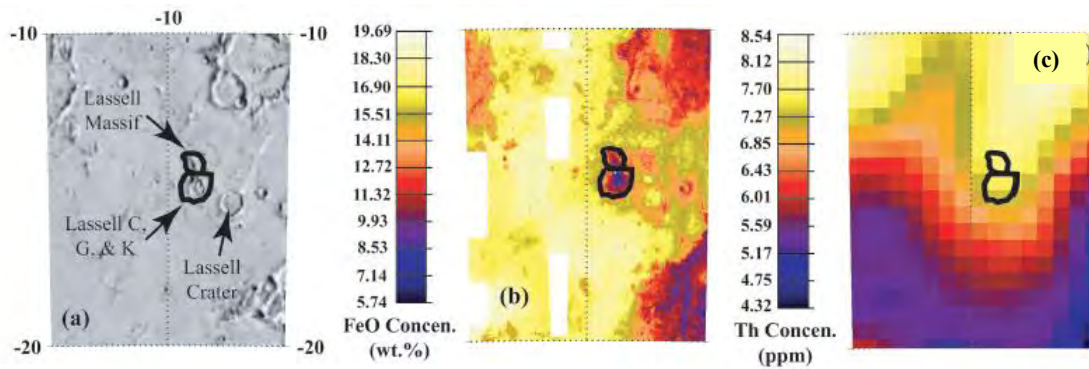 -10
-10
-10
Lassell
Massif
Lassell C,
G, & K
Lassell
Crater
(a)
-20
-20
19.69
18.30
16.90
15.51
14.11
12.72
11.32
9.93
8.53
7.14
5.74
FeO Concen.
(wt.%)
(b)
8.54
8.12
7.70
7.27
6.85
6.43
6.01
5.59
5.17
4.75
4.32
Th Concen.
(ppm)
(c)